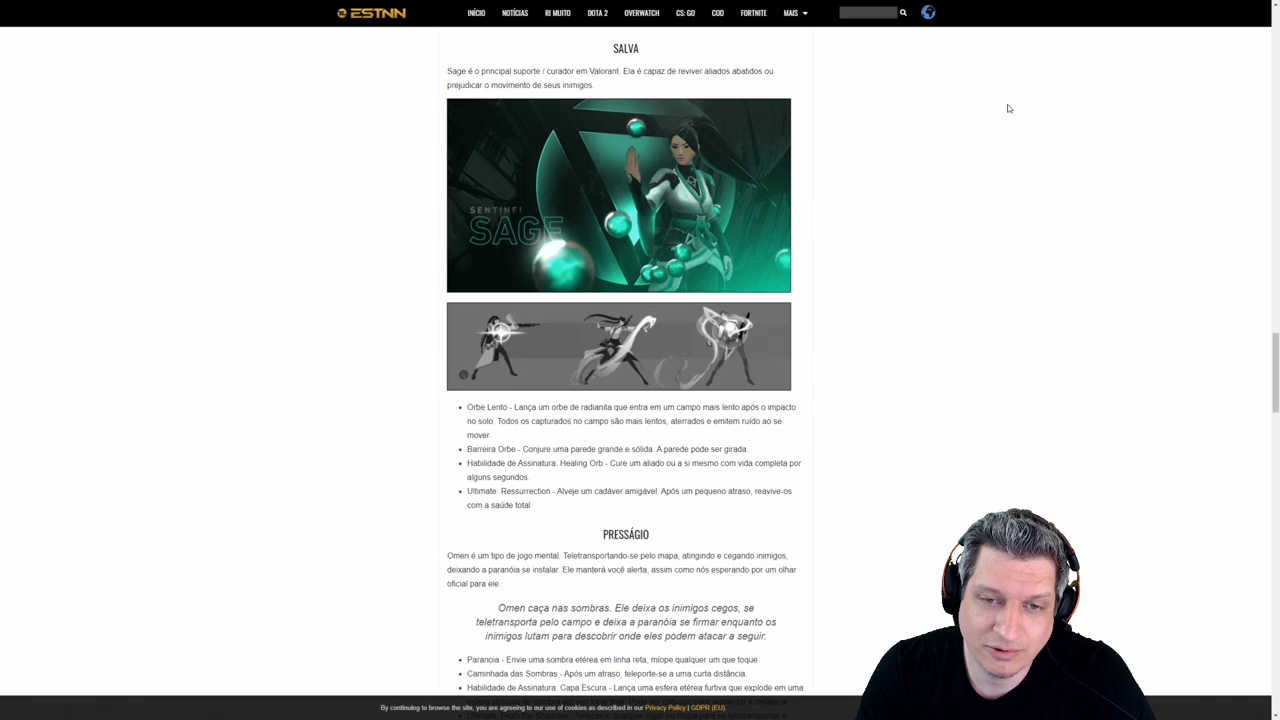 ESTNN
INÍCIO NOTÍCIAS RI MUITO DOTA 2 OVERWATCH CS: GO COD FORTNITE MAIS
SALVA
Sage é o principal suporte / curador em Valorant. Ela é capaz de reviver aliados abatidos ou
prejudicar o movimento de seus inimigos.
SENTINEL
SAGE
Orbe Lento - Lança um orbe de radianita que entra em um campo mais lento após o impacto
no solo. Todos os capturados no campo são mais lentos, aterrados e emitem ruído ao se
mover.
Barreira Orbe - Conjure uma parede grande e sólida. A parede pode ser girada.
Habilidade de Assinatura: Healing Orb - Cure um aliado ou a si mesmo com vida completa por
alguns segundos.
Ultimate: Ressurrection - Alveje um cadáver amigável. Após um pequeno atraso, reavive-os
com a saúde total.
PRESSÁGIO
Omen é um tipo de jogo mental. Teletransportando-se pelo mapa, atingindo e cegando inimigos,
deixando a paranóia se instalar. Ele manterá você alerta, assim como nós esperando por um olhar
oficial para ele.
Omen caça nas sombras. Ele deixa os inimigos cegos, se
teletransporta pelo campo e deixa a paranóia se firmar enquanto os
inimigos lutam para descobrir onde eles podem atacar a seguir.
Paranoia - Envie uma sombra etérea em linha reta, míope qualquer um que toque.
Caminhada das Sombras - Após um atraso, teleporte-se a uma curta distância.
Habilidade de Assinatura: Capa Escura - Lança uma esfera etérea furtiva que explode em uma
By continuing to browse the site, you are agreeing to our use of cookies as described in our Privacy Policy | GDPR (EU).